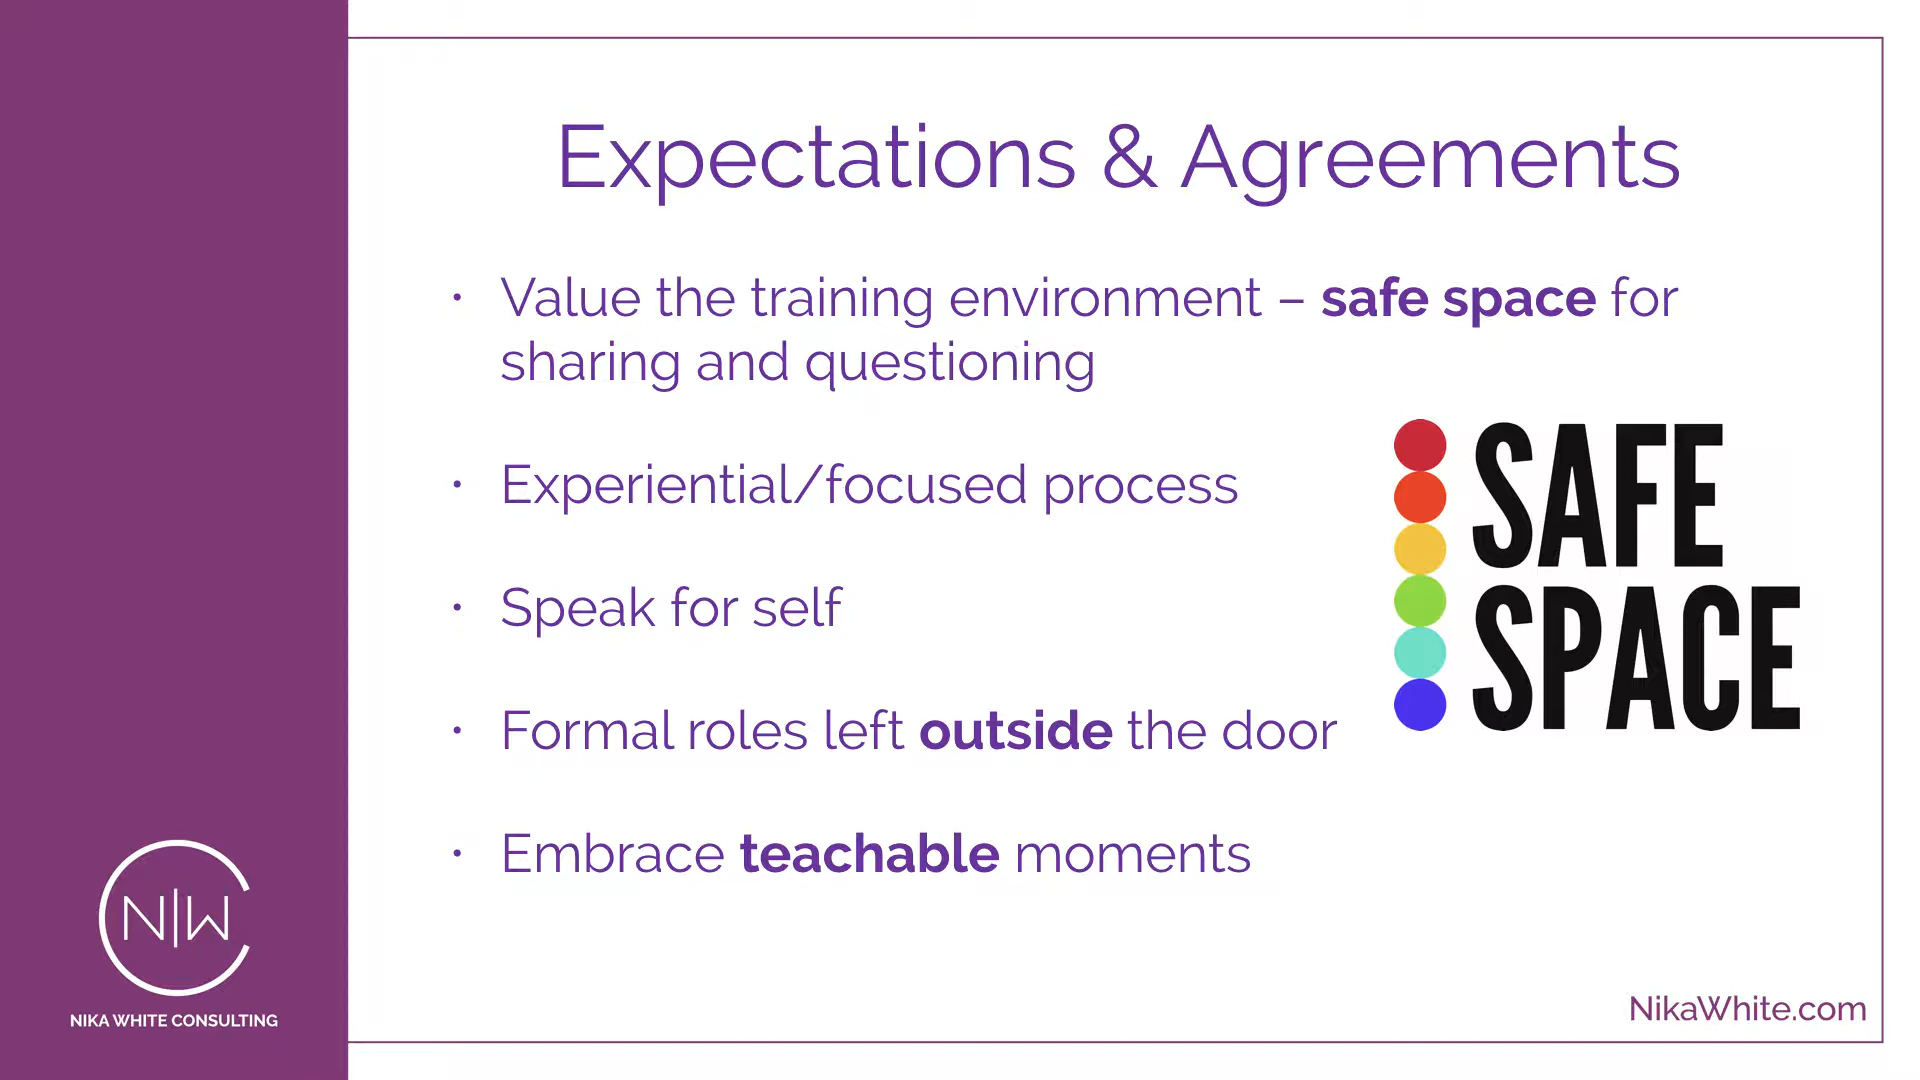 Expectations & Agreements
• Value the training environment – safe space for
sharing and questioning
• Experiential/focused process
• Speak for self
• Formal roles left outside the door
• Embrace teachable moments
SAFE
SPACE
N|W
NIKA WHITE CONSULTING
NikaWhite.com